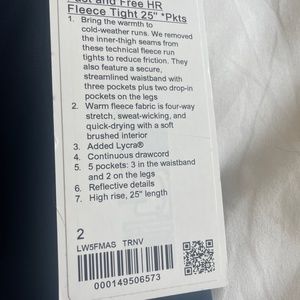 Fast and Free HR
Fleece Tight 25" *Pkts
1. Bring the warmth to
cold-weather runs. We removed
the inner-thigh seams from
these technical fleece run
tights to reduce friction. They
also feature a secure,
streamlined waistband with
three pockets plus two drop-in
pockets on the legs
2. Warm fleece fabric is four-way
stretch, sweat-wicking, and
quick-drying with a soft
brushed interior
3. Added Lycra®
4. Continuous drawcord
5. 5 pockets: 3 in the waistband
and 2 on the legs
6. Reflective details
7. High rise, 25" length
2
LW5FMAS TRNV
000149506573